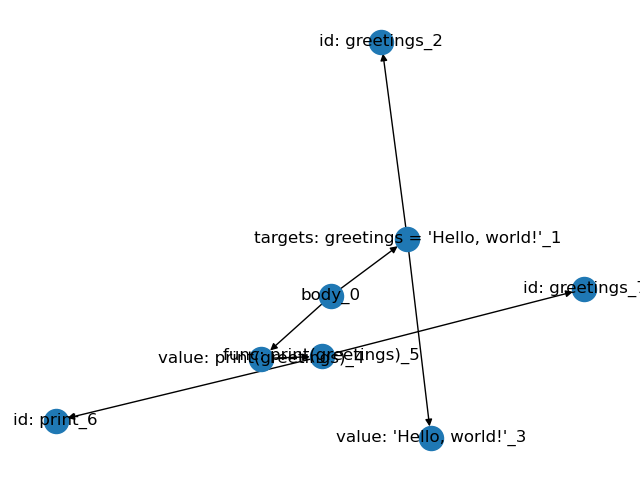 id: greetings_2
targets: greetings = 'Hello, world!'_1
id: greetings_7
body_0
func: print(greetings)_5
value: print(greetings)_4
id: print_6
value: 'Hello, world!'_3